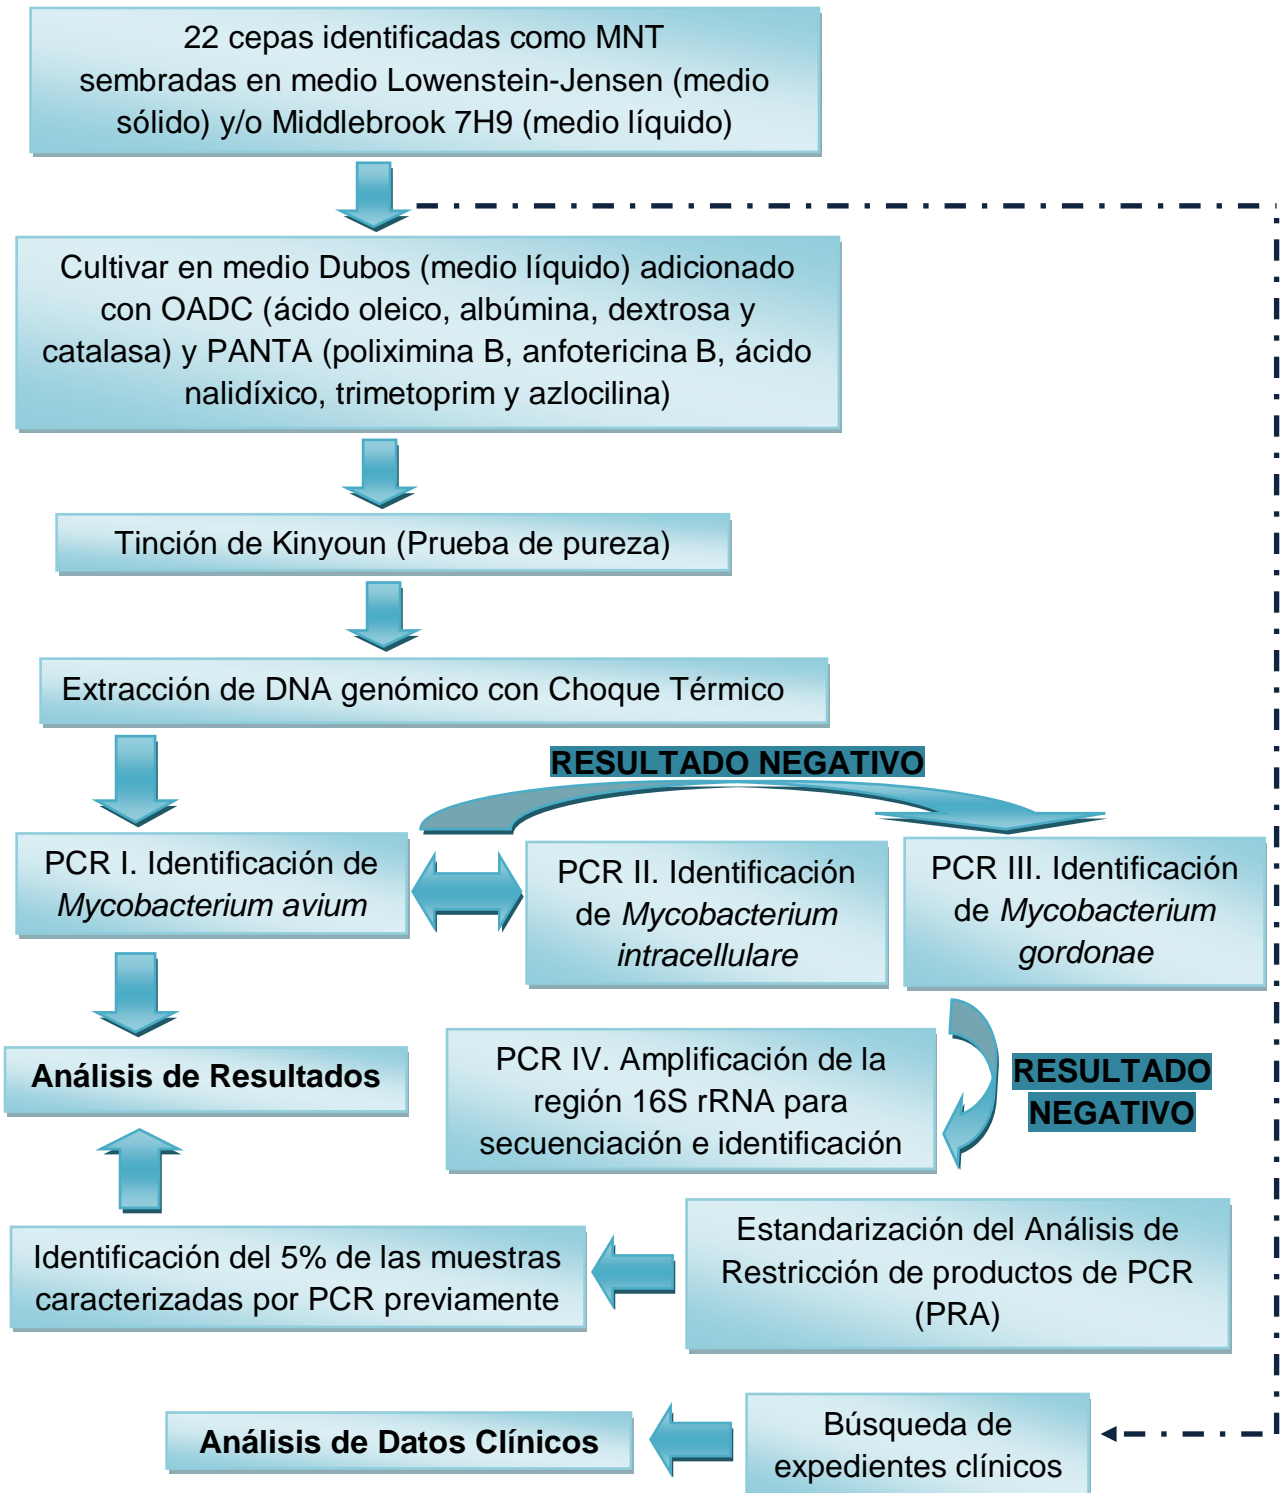 22 cepas identificadas como MNT
sembradas en medio Lowenstein-Jensen (medio
sólido) y/o Middlebrook 7H9 (medio líquido)
Cultivar en medio Dubos (medio líquido) adicionado
con OADC (ácido oleico, albúmina, dextrosa y
catalasa) y PANTA (poliximina B, anfotericina B, ácido
nalidíxico, trimetoprim y azlocilina)
Tinción de Kinyoun (Prueba de pureza)
Extracción de DNA genómico con Choque Térmico
RESULTADO NEGATIVO
PCR I. Identificación de
Mycobacterium avium
PCR II. Identificación
de Mycobacterium
intracellulare
PCR III. Identificación
de Mycobacterium
gordonae
Análisis de Resultados
PCR IV. Amplificación de la
región 16S rRNA para
secuenciación e identificación
RESULTADO
NEGATIVO
Identificación del 5% de las muestras
caracterizadas por PCR previamente
Estandarización del Análisis de
Restricción de productos de PCR
(PRA)
Análisis de Datos Clínicos
Búsqueda de
expedientes clínicos